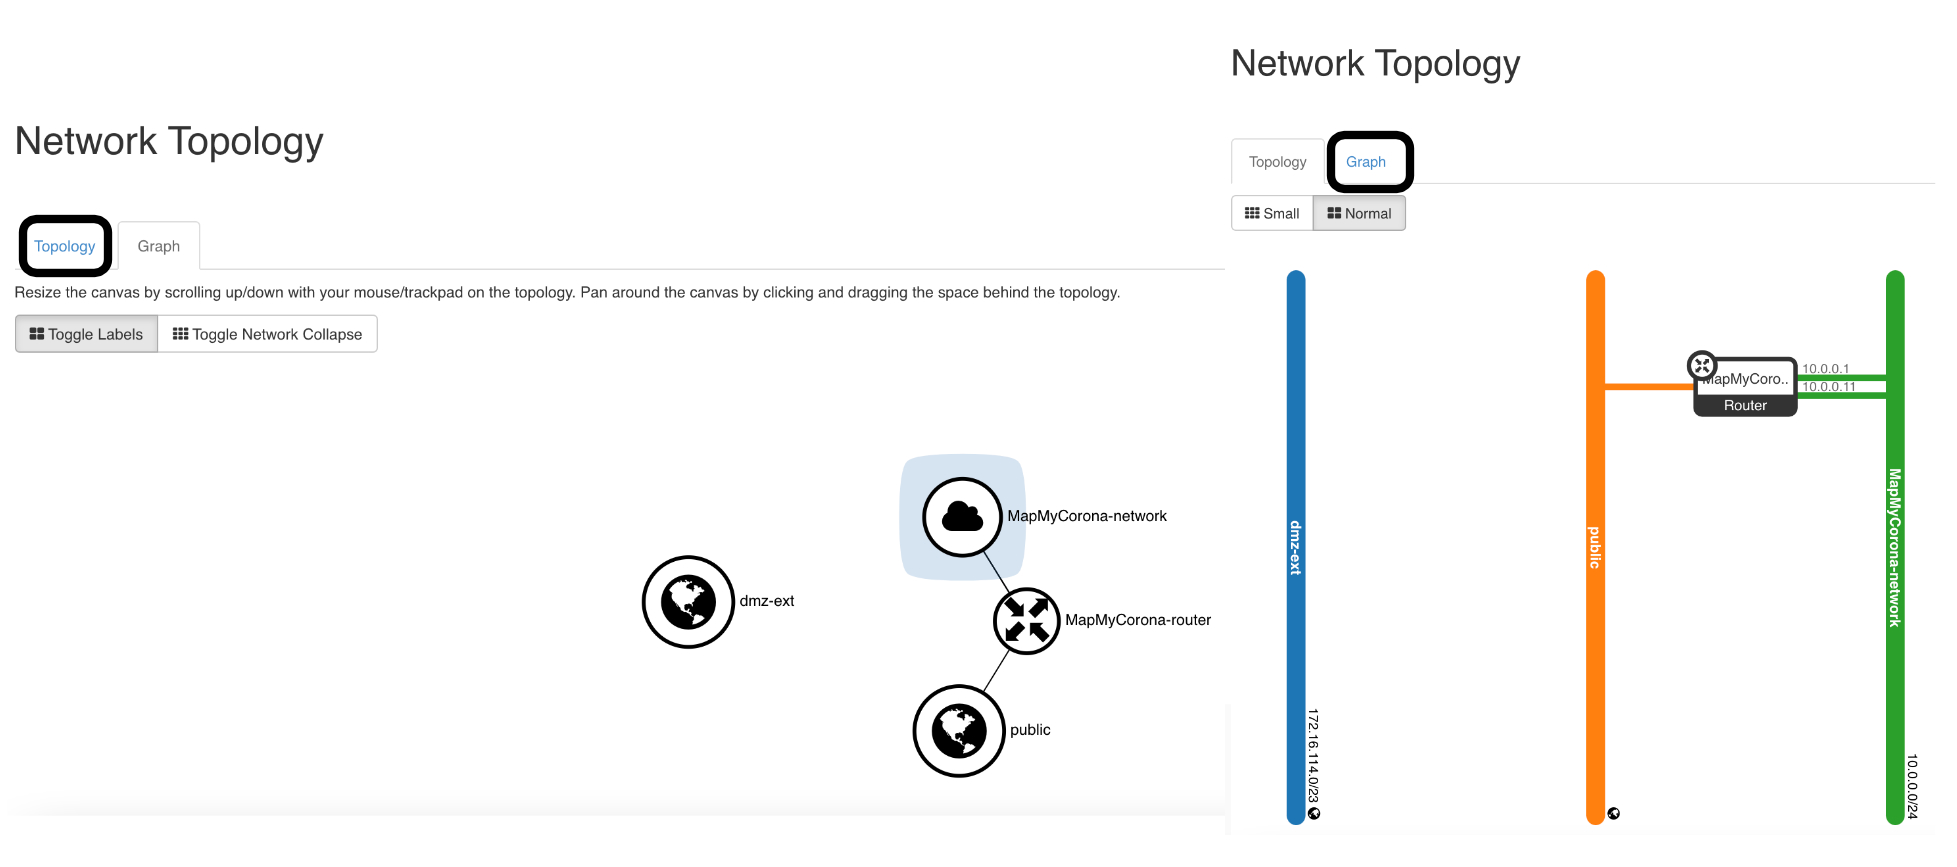 Network Topology
Topology Graph
Resize the canvas by scrolling up/down with your mouse/trackpad on the topology. Pan around the canvas by clicking and dragging the space behind the topology.
Toggle Labels Toggle Network Collapse
MapMyCorona-network
dmz-ext
MapMyCorona-router
public
Network Topology
Topology Graph
Small Normal
dmz-ext
172.16.114.0/23
public
MapMyCoro..
Router
10.0.0.1
10.0.0.11
MapMyCorona-network
10.0.0.0/24